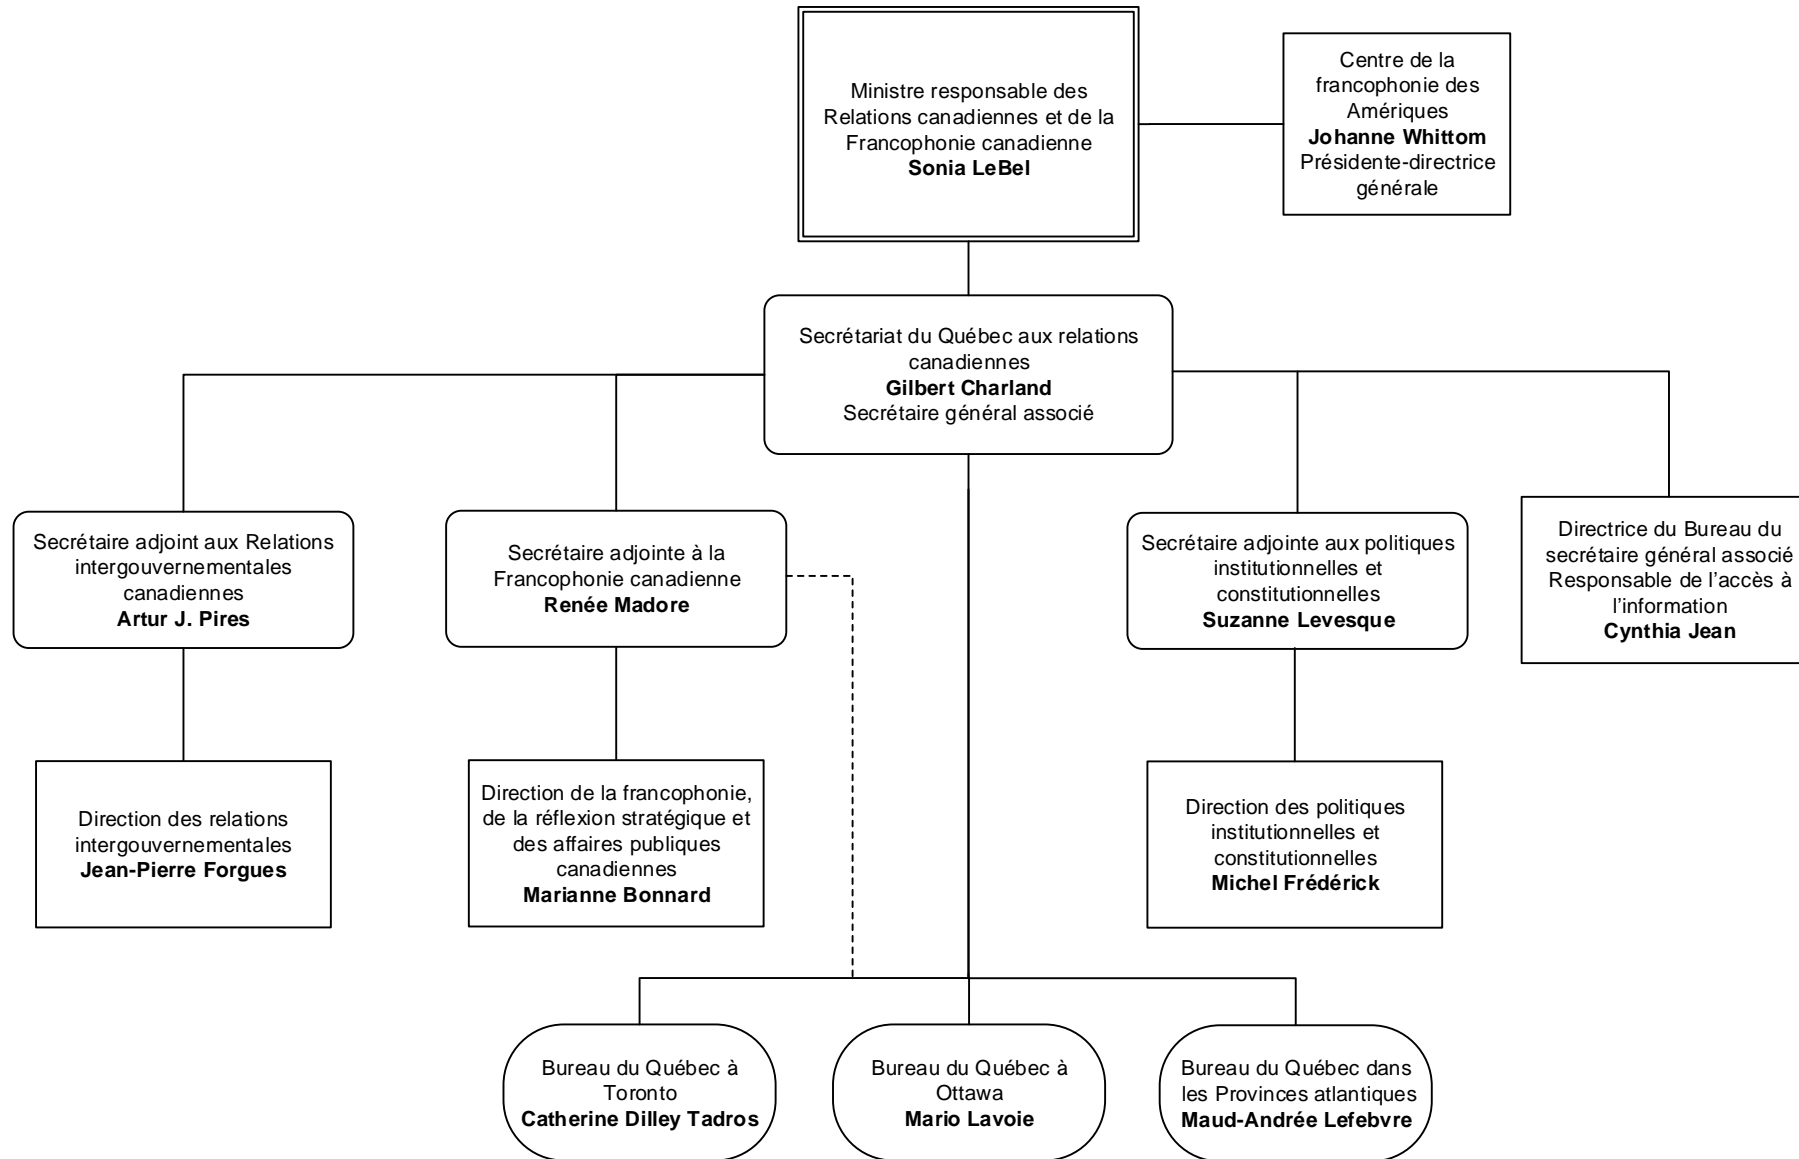 Ministre responsable des
Relations canadiennes et de la
Francophonie canadienne
Sonia LeBel
Centre de la
francophonie des
Amériques
Johanne Whittom
Présidente-directrice
générale
Secrétariat du Québec aux relations
canadiennes
Gilbert Charland
Secrétaire général associé
Secrétaire adjoint aux Relations
intergouvernementales
canadiennes
Artur J. Pires
Secrétaire adjointe à la
Francophonie canadienne
Renée Madore
Secrétaire adjointe aux politiques
institutionnelles et
constitutionnelles
Suzanne Levesque
Directrice du Bureau du
secrétaire général associé
Responsable de l'accès à
l'information
Cynthia Jean
Direction des relations
intergouvernementales
Jean-Pierre Forgues
Direction de la francophonie,
de la réflexion stratégique et
des affaires publiques
canadiennes
Marianne Bonnard
Direction des politiques
institutionnelles et
constitutionnelles
Michel Frédérick
Bureau du Québec à
Toronto
Catherine Dilley Tadros
Bureau du Québec à
Ottawa
Mario Lavoie
Bureau du Québec dans
les Provinces atlantiques
Maud-Andrée Lefebvre